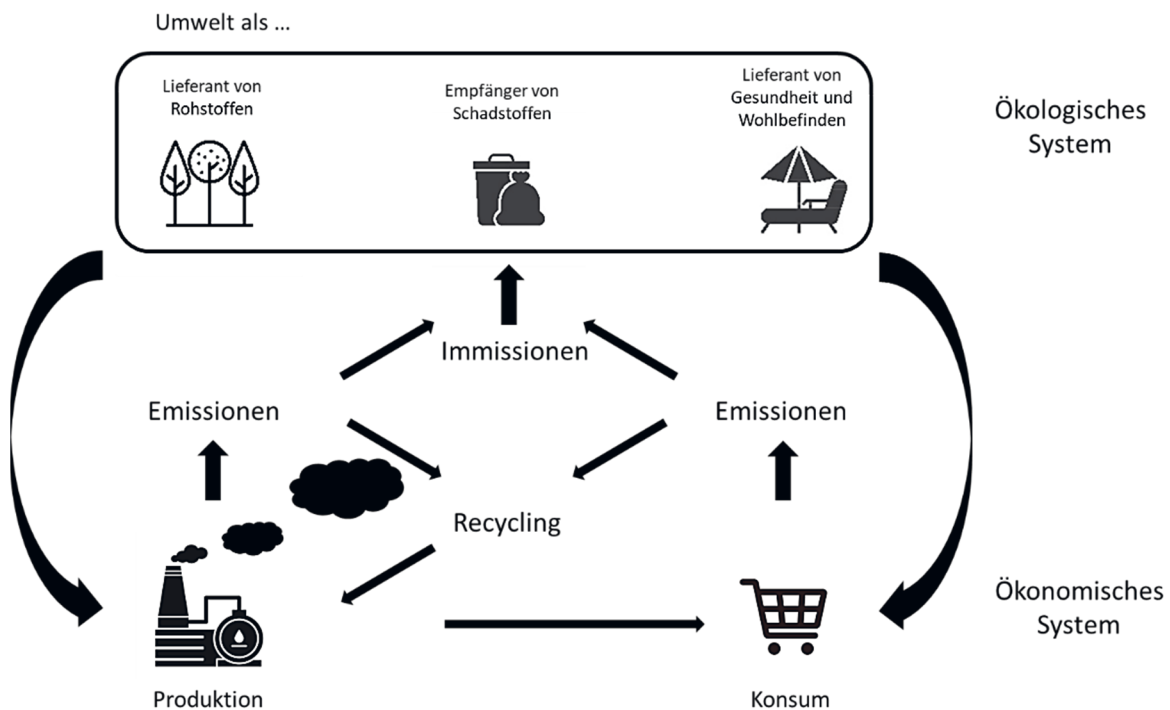 Umwelt als ...
Lieferant von
Rohstoffen
Empfänger von
Schadstoffen
Lieferant von
Gesundheit und
Wohlbefinden
Ökologisches
System
Immissionen
Emissionen
Emissionen
Recycling
Ökonomisches
System
Produktion
Konsum